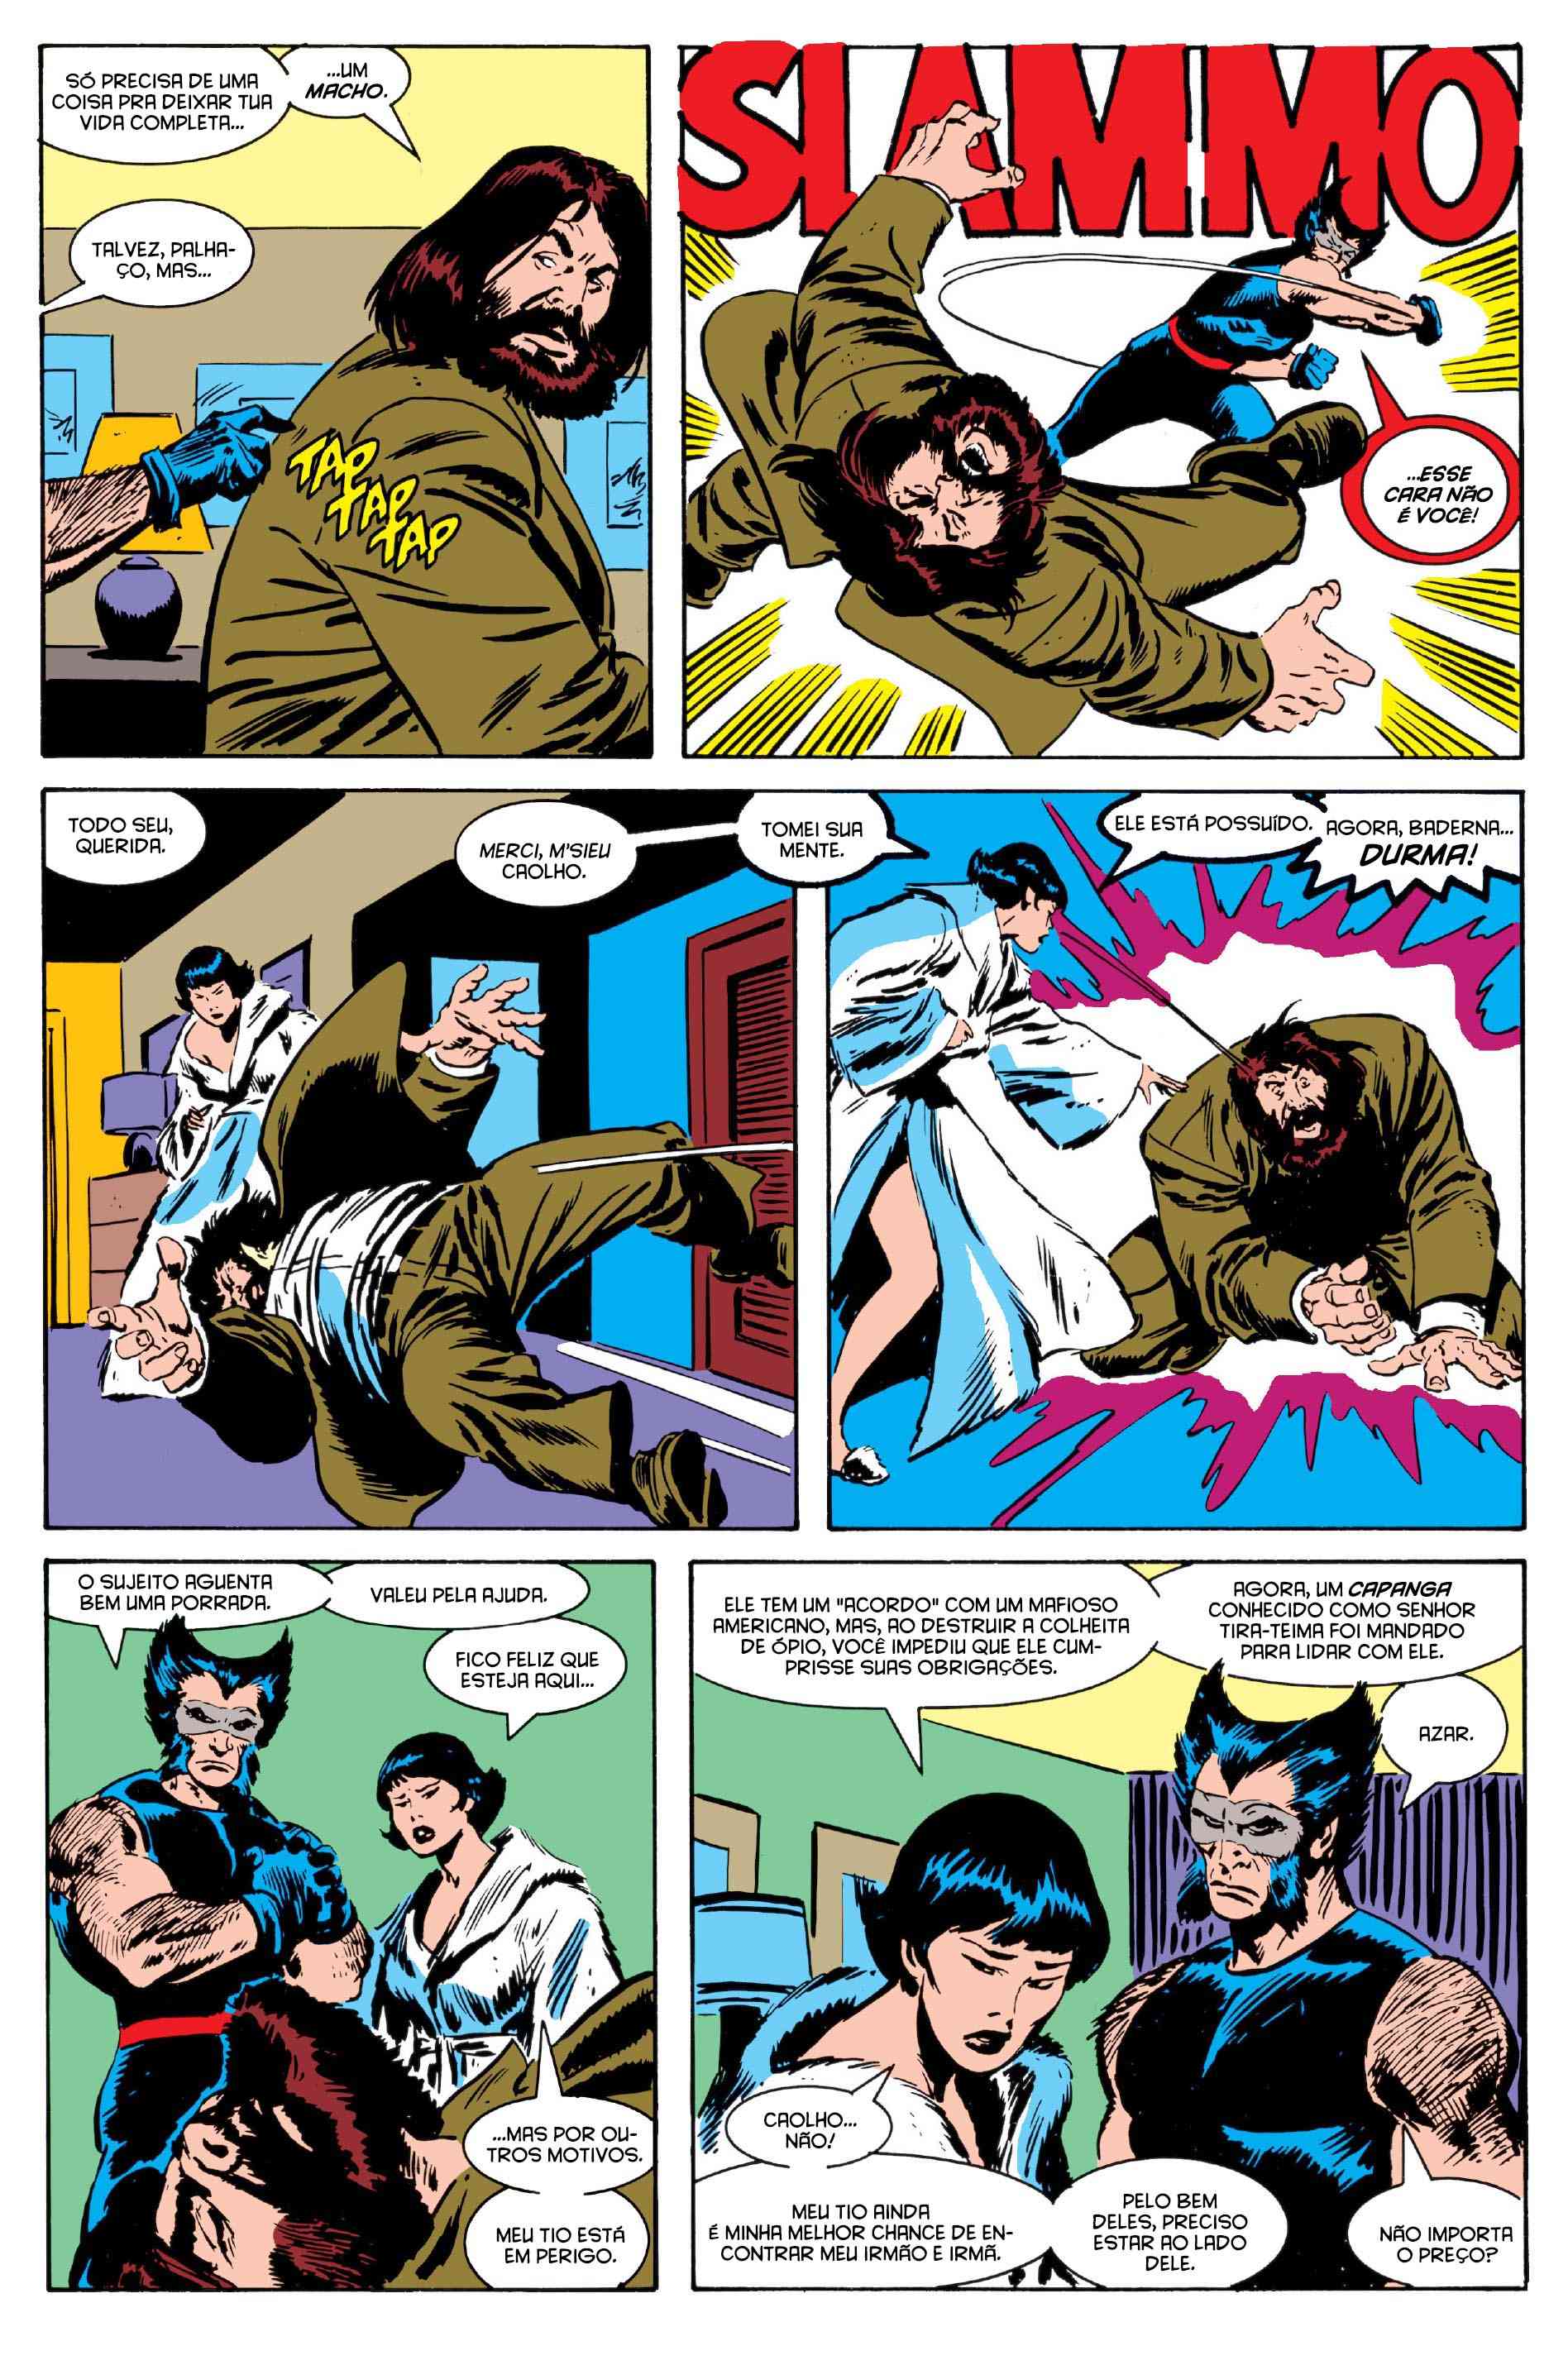 SÓ PRECISA DE UMA
COISA PRA DEIXAR TUA
VIDA COMPLETA...
...UM
MACHO.
TALVEZ, PALHA-
ÇO, MAS...
TAP
TAP
TAP
SLAMMO
...ESSE
CARA NÃO
É VOCÊ!
TODO SEU,
QUERIDA.
MERCI, M'SIEU
CAOLHO.
TOMEI SUA
MENTE.
ELE ESTÁ POSSUÍDO.
AGORA, BADERNA...
DURMA!
O SUJEITO AGUENTA
BEM UMA PORRADA.
VALEU PELA AJUDA.
FICO FELIZ QUE
ESTEJA AQUI...
...MAS POR OU-
TROS MOTIVOS.
MEU TIO ESTÁ
EM PERIGO.
ELE TEM UM "ACORDO" COM UM MAFIOSO
AMERICANO, MAS, AO DESTRUIR A COLHEITA
DE ÓPIO, VOCÊ IMPEDIU QUE ELE CUM-
PRISSE SUAS OBRIGAÇÕES.
AGORA, UM CAPANGA
CONHECIDO COMO SENHOR
TIRA-TEIMA FOI MANDADO
PARA LIDAR COM ELE.
AZAR.
CAOLHO...
NÃO!
MEU TIO AINDA
É MINHA MELHOR CHANCE DE EN-
CONTRAR MEU IRMÃO E IRMÃ.
PELO BEM
DELES, PRECISO
ESTAR AO LADO
DELE.
NÃO IMPORTA
O PREÇO?